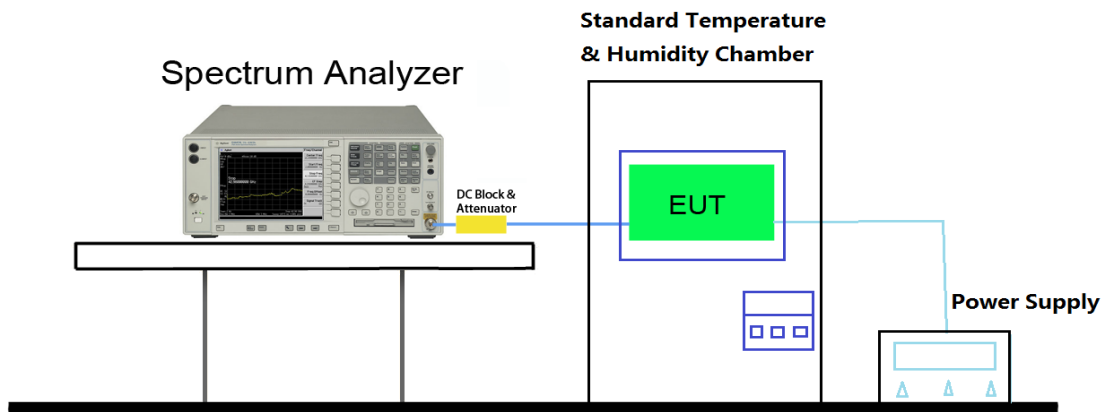 Standard Temperature
& Humidity Chamber
Spectrum Analyzer
DC Block &
Attenuator
EUT
Power Supply